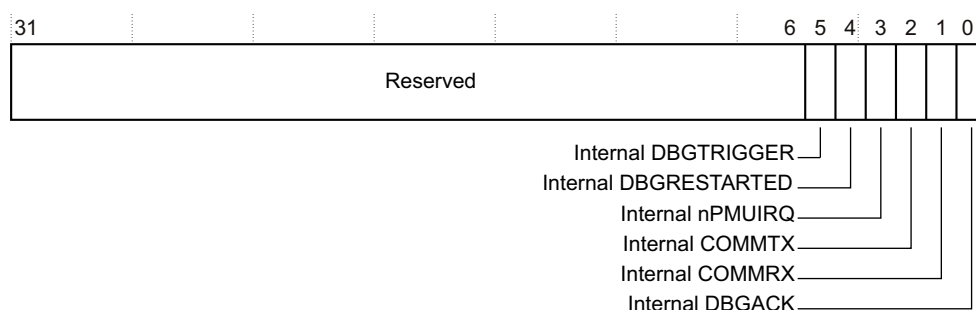 31 6 5 4 3 2 1 0
Reserved
Internal DBGTRIGGER
Internal DBGRESTARTED
Internal nPMUIRQ
Internal COMMTX
Internal COMMRX
Internal DBGACK